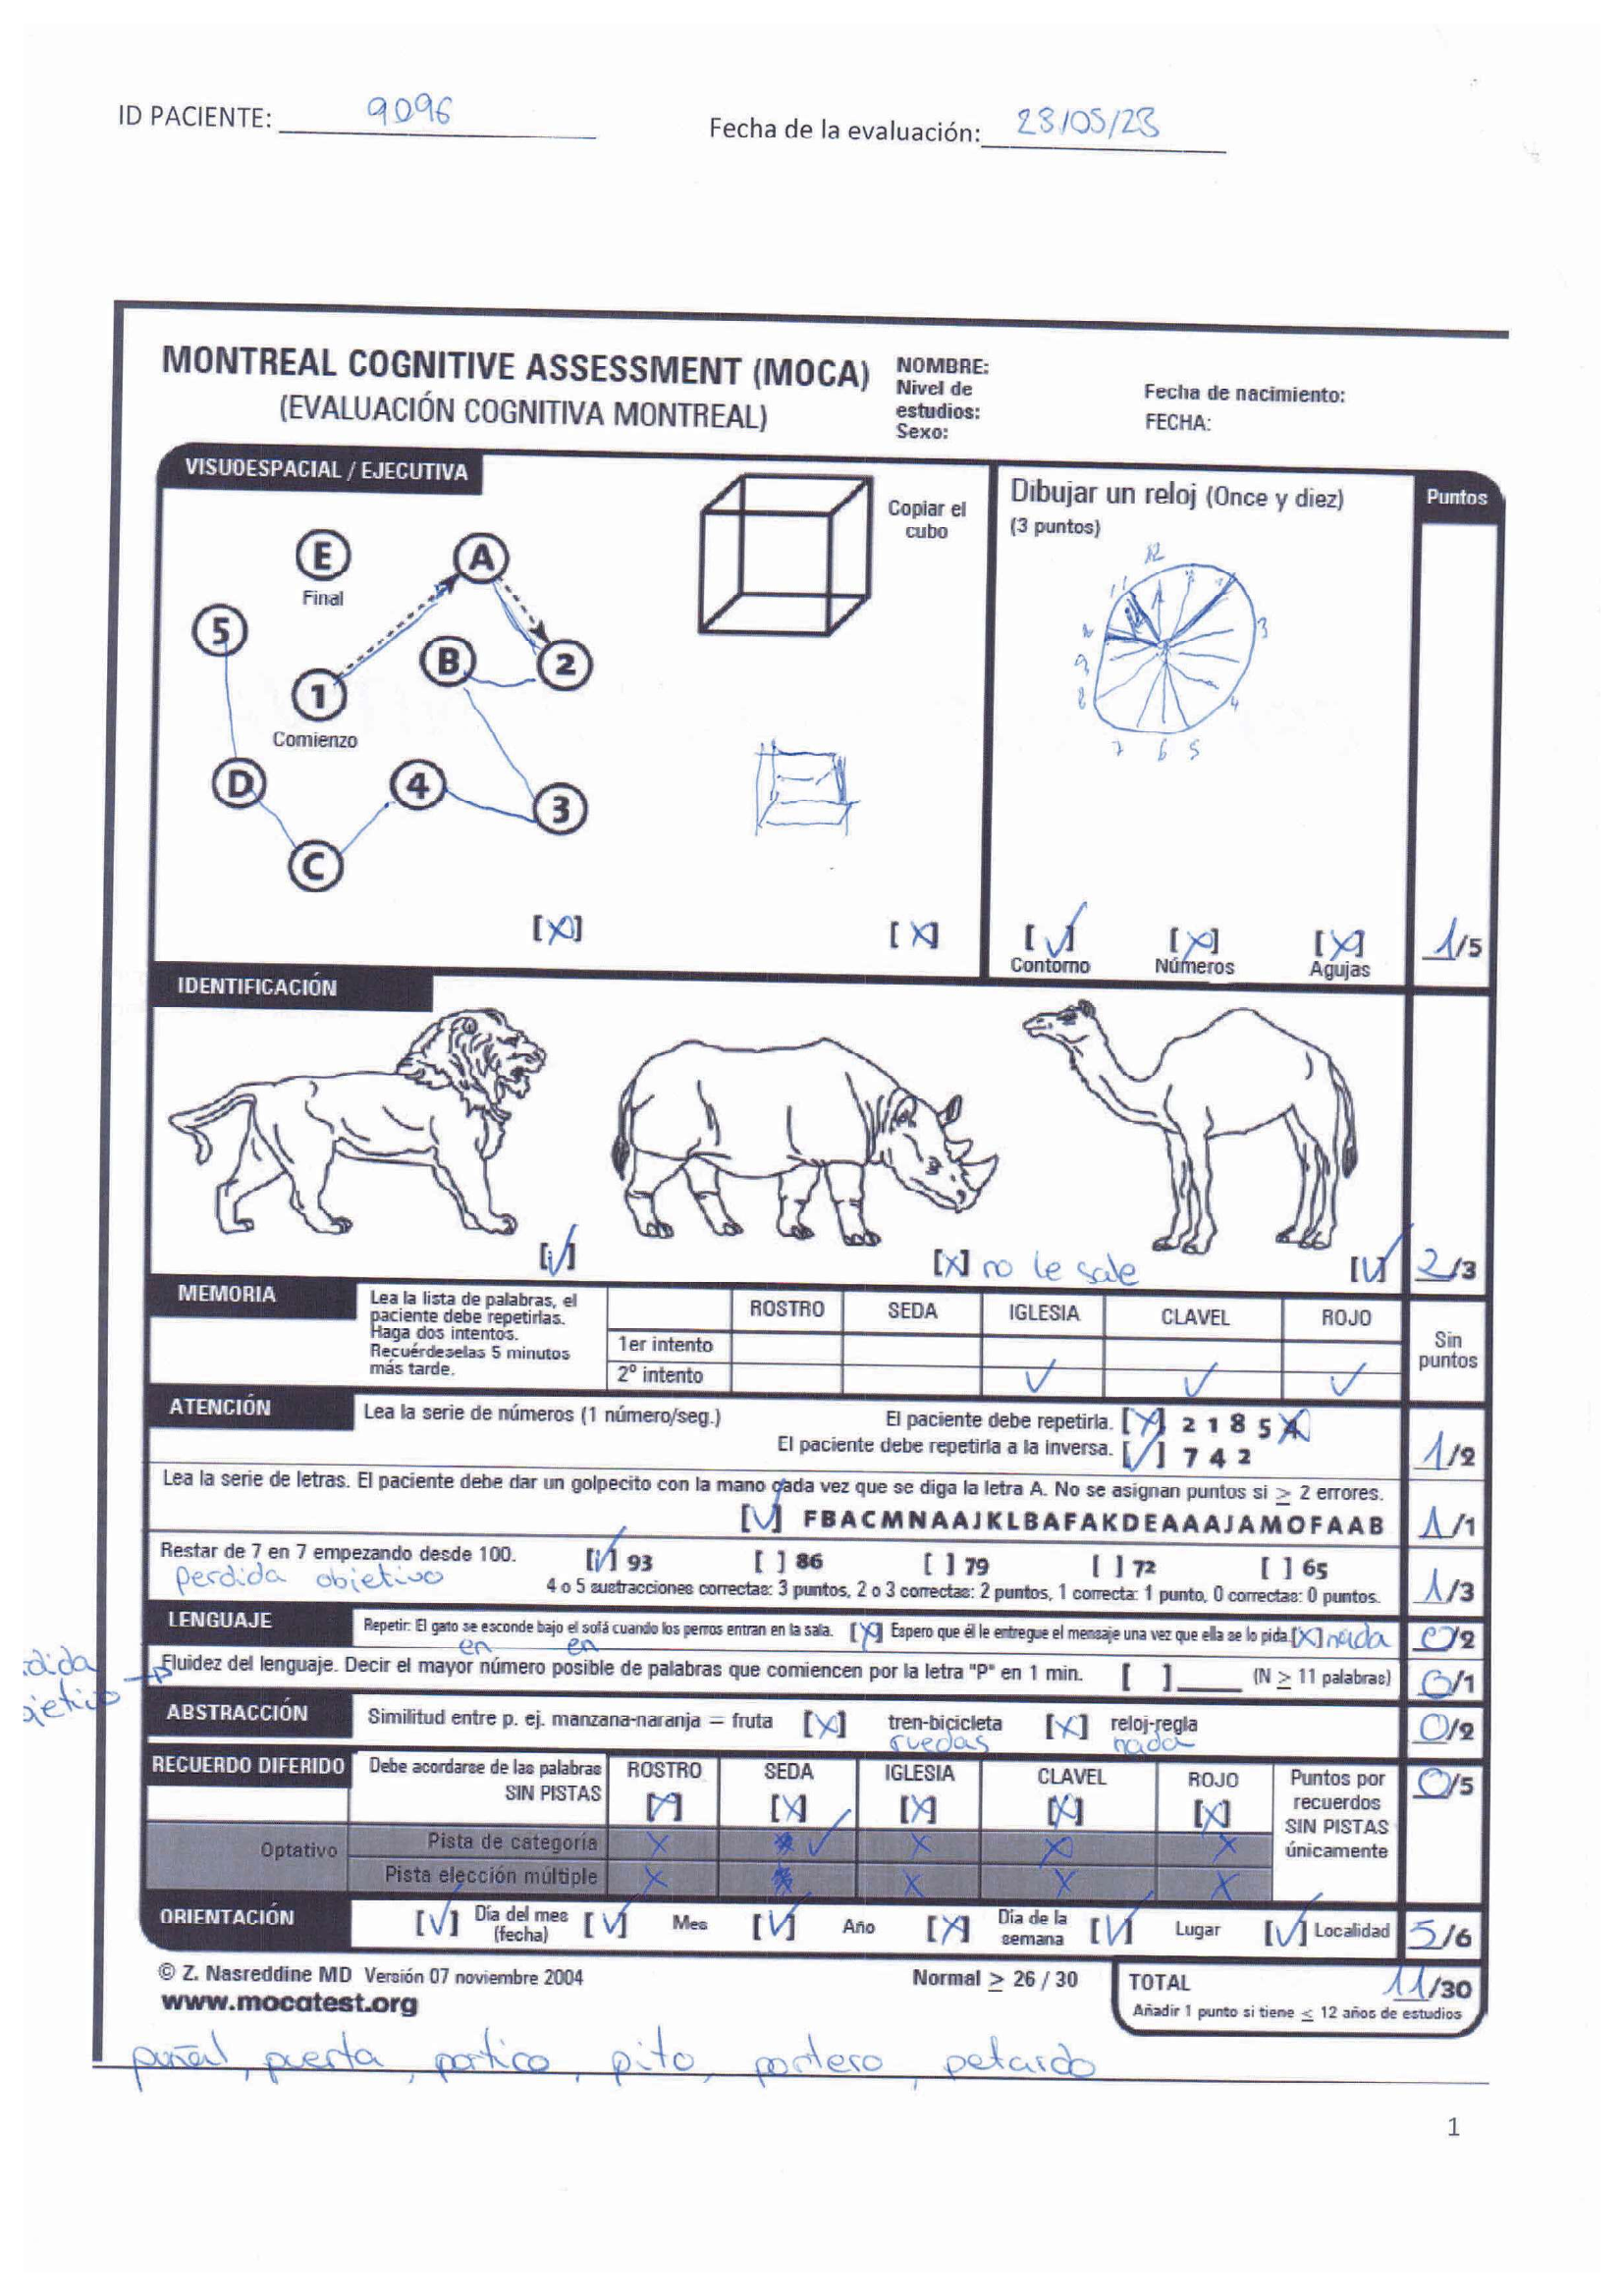 ID PACIENTE: 9096
Fecha de la evaluación: 23/05/23
MONTREAL COGNITIVE ASSESSMENT (MOCA)
(EVALUACIÓN COGNITIVA MONTREAL)
NOMBRE:
Nivel de estudios:
Sexo:
Fecha de nacimiento:
FECHA:
VISUOESPACIAL / EJECUTIVA
E
Final
A
5
B
2
1
Comienzo
D
4
3
C
Copiar el cubo
Dibujar un reloj (Once y diez)
(3 puntos)
12
11
3
9
8
4
7 6 5
Puntos
[X] [X] [✓] [X] [X] 1/5
Contorno Números Agujas
IDENTIFICACIÓN
[✓] [X] no le sale [✓] 2/3
MEMORIA
Lea la lista de palabras, el paciente debe repetirlas. Haga dos intentos. Recuérdeselas 5 minutos más tarde.
ROSTRO SEDA IGLESIA CLAVEL ROJO
Sin puntos
1er intento
2º intento ✓ ✓ ✓
ATENCIÓN
Lea la serie de números (1 número/seg.) El paciente debe repetirla. [X] 2 1 8 5 4
El paciente debe repetirla a la inversa. [✓] 7 4 2 1/2
Lea la serie de letras. El paciente debe dar un golpecito con la mano cada vez que se diga la letra A. No se asignan puntos si ≥ 2 errores.
[✓] FBACMNAAJKLBAFAKDEAAAJAMOFAAB 1/1
Restar de 7 en 7 empezando desde 100. [✓] 93 [ ] 86 [ ] 79 [ ] 72 [ ] 65
perdida objetivo
4 o 5 sustracciones correctas: 3 puntos, 2 o 3 correctas: 2 puntos, 1 correcta: 1 punto, 0 correctas: 0 puntos. 1/3
LENGUAJE
Repetir: El gato se esconde bajo el sofá cuando los perros entran en la sala. [X] Espero que él le entregue el mensaje una vez que ella se lo pida. [X] nada 0/2
en en
Fluidez del lenguaje. Decir el mayor número posible de palabras que comiencen por la letra "P" en 1 min. [ ] ____ (N ≥ 11 palabras) 0/1
ABSTRACCIÓN
Similitud entre p. ej. manzana-naranja = fruta [X] tren-bicicleta [X] reloj-regla 0/2
ruedas nada
RECUERDO DIFERIDO
Debe acordarse de las palabras SIN PISTAS
ROSTRO SEDA IGLESIA CLAVEL ROJO
[X] [X] [X] [X] [X]
Puntos por recuerdos SIN PISTAS únicamente
0/5
Optativo
Pista de categoría X ✓ X X X
Pista elección múltiple X X X X
ORIENTACIÓN
[✓] Día del mes (fecha) [✓] Mes [✓] Año [X] Día de la semana [✓] Lugar [✓] Localidad 5/6
© Z. Nasreddine MD Versión 07 noviembre 2004
www.mocatest.org
Normal ≥ 26 / 30
TOTAL 11/30
Añadir 1 punto si tiene ≤ 12 años de estudios
puñal, puerta, portico, pito, portero, petardo
1